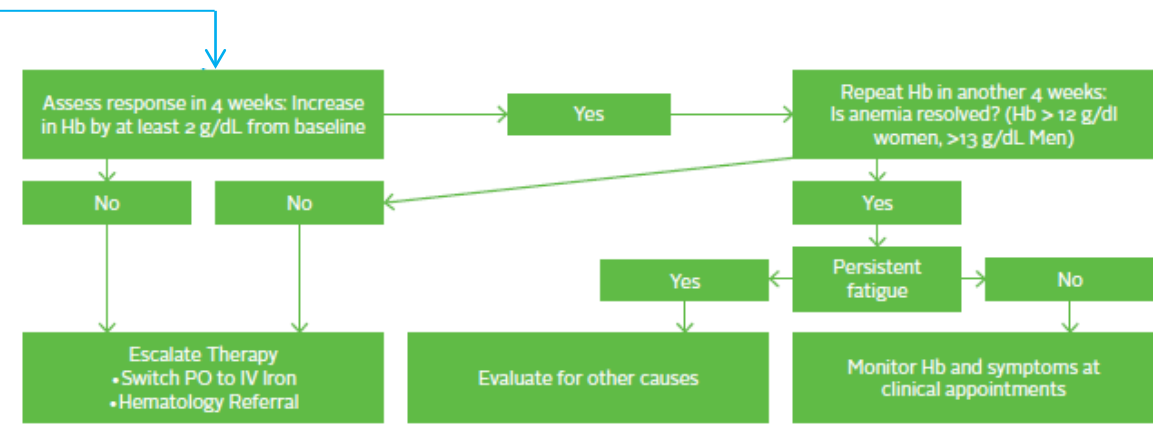 Assess response in 4 weeks: Increase
in Hb by at least 2 g/dL from baseline
Yes
Repeat Hb in another 4 weeks:
Is anemia resolved? (Hb > 12 g/dl
women, >13 g/dL Men)
No
No
Yes
Yes
Persistent
fatigue
No
Escalate Therapy
•Switch PO to IV Iron
•Hematology Referral
Evaluate for other causes
Monitor Hb and symptoms at
clinical appointments